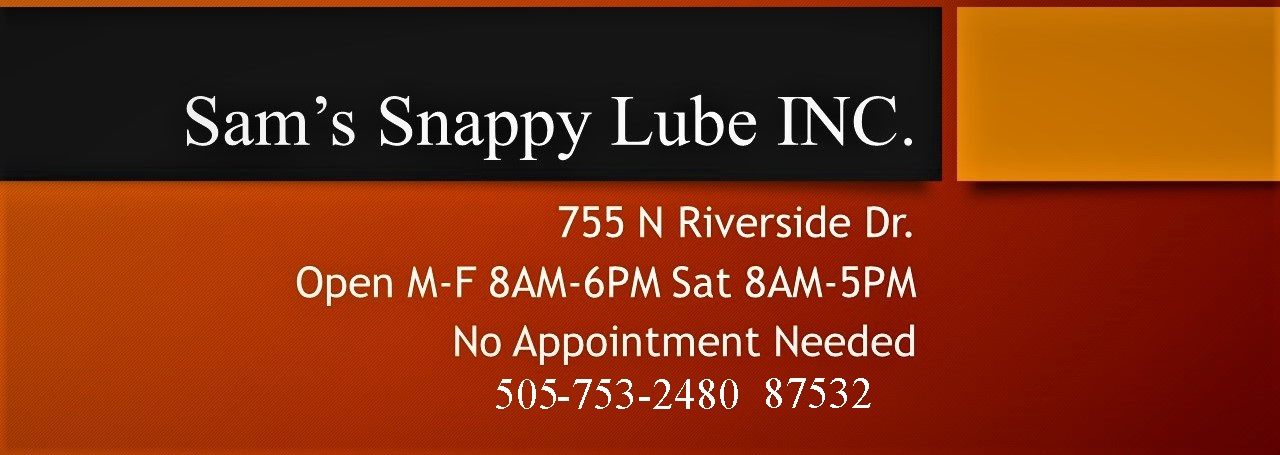 Sam’s Snappy Lube INC.
755 N Riverside Dr.
Open M-F 8AM-6PM Sat 8AM-5PM
No Appointment Needed
505-753-2480 87532